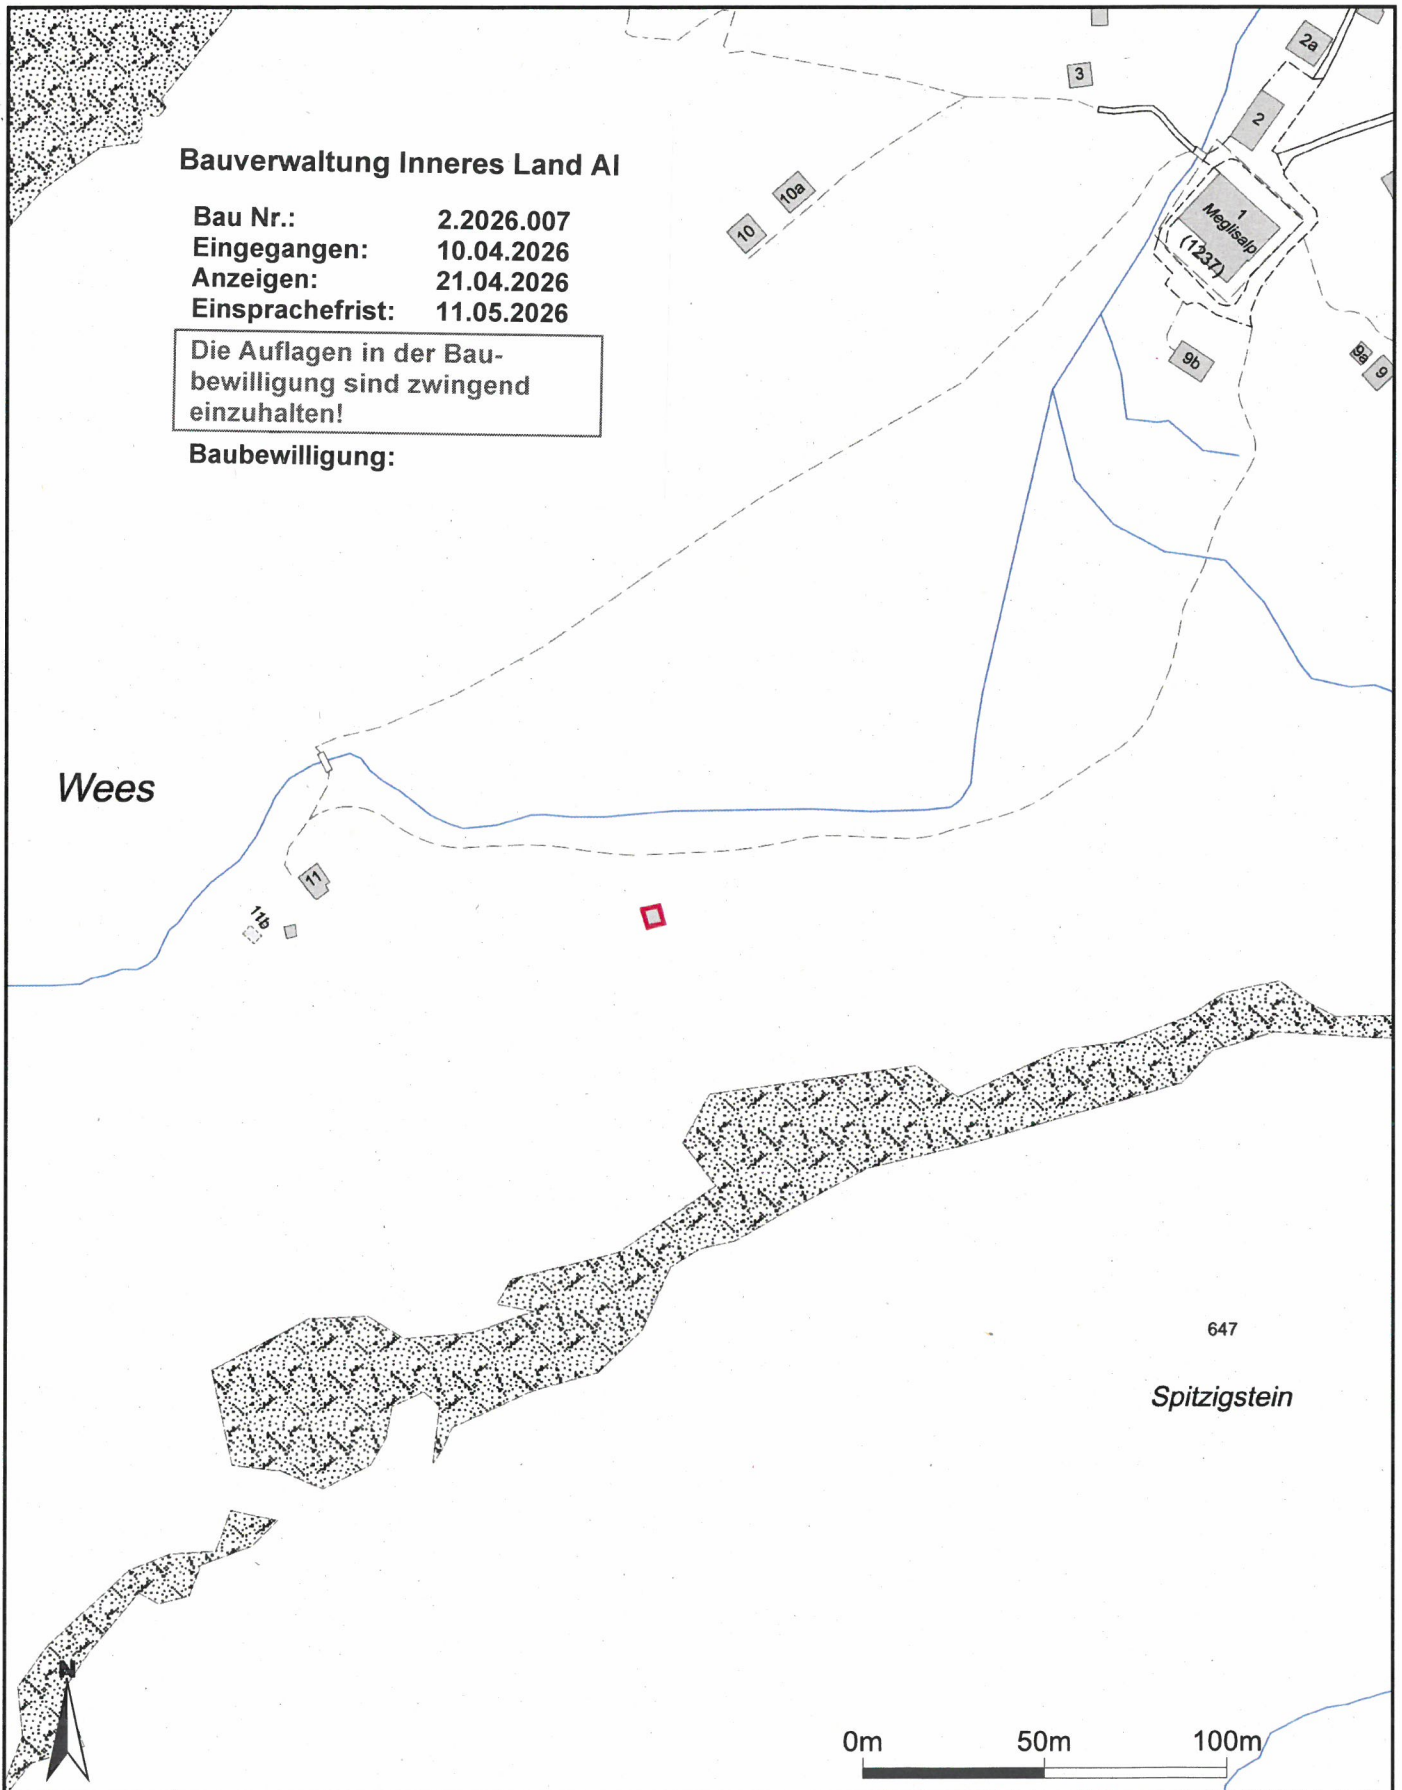 2a
3
2
Bauverwaltung Inneres Land AI
10a
10
1
Meglisalp
(1237)
Bau Nr.: 2.2026.007
Eingegangen: 10.04.2026
Anzeigen: 21.04.2026
Einsprachefrist: 11.05.2026
Die Auflagen in der Bau-
bewilligung sind zwingend
einzuhalten!
9b
9a
9
Baubewilligung:
Wees
11
11b
647
Spitzigstein
N
0m 50m 100m